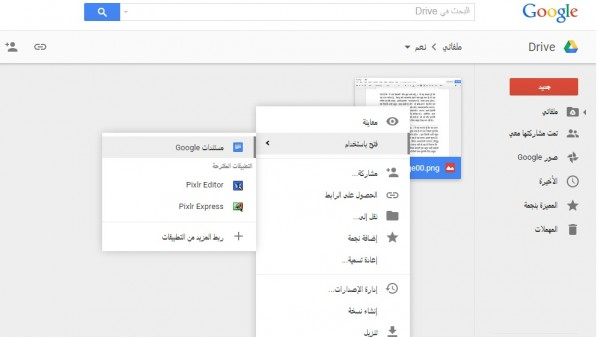 Google
البحث في Drive
Drive
ملفاتي
نعم
جديد
ملفاتي
تمت مشاركتها معي
صور Google
الأخيرة
المميزة بنجمة
المهملات
ge00.png
معاينة
فتح باستخدام
مشاركة...
الحصول على الرابط
نقل إلى...
إضافة نجمة
إعادة تسمية...
إدارة الإصدارات...
إنشاء نسخة
تنزيل
مستندات Google
التطبيقات المقترحة
Pixlr Editor
Pixlr Express
ربط المزيد من التطبيقات